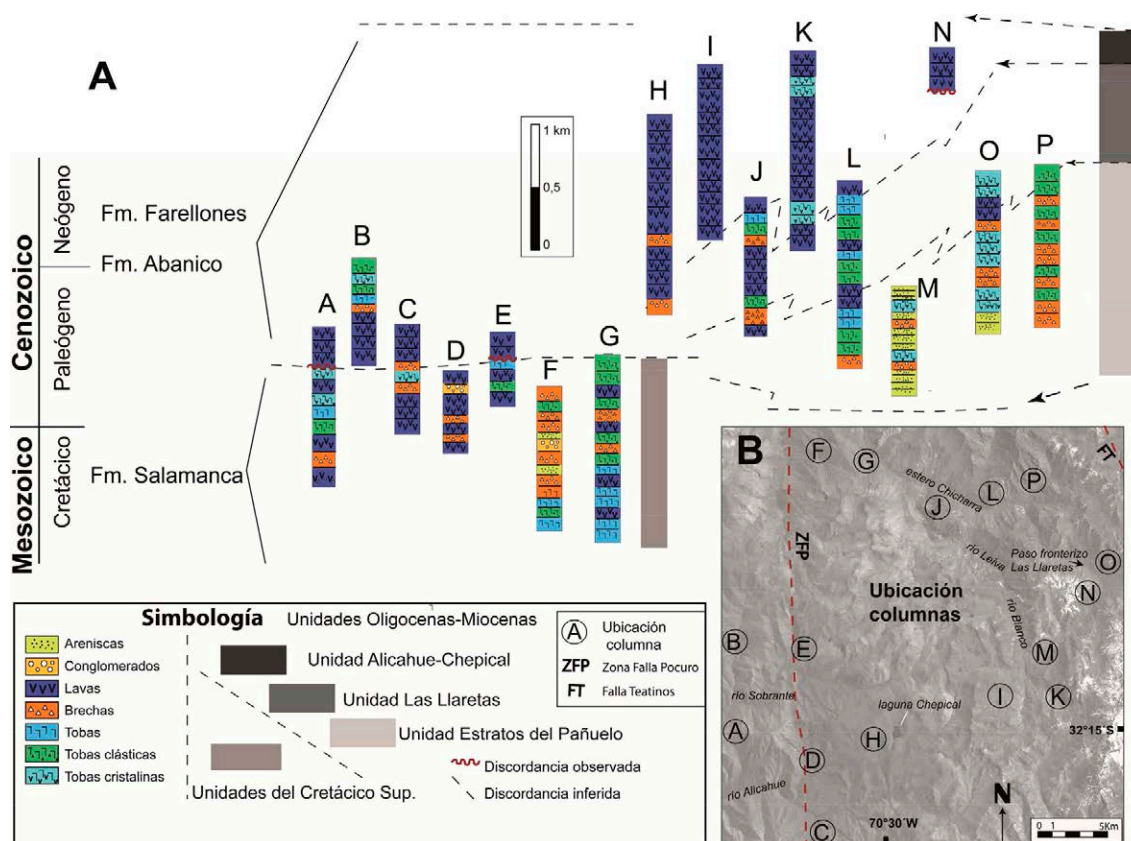 A
Cenozoico
Mesozoico
Neógeno
Paleógeno
Cretácico
Fm. Farellones
Fm. Abanico
Fm. Salamanca
1 km
0,5
0
A
B
C
D
E
F
G
H
I
J
K
L
M
N
O
P
Simbología
Areniscas
Conglomerados
Lavas
Brechas
Tobas
Tobas clásticas
Tobas cristalinas
Unidades Oligocenas-Miocenas
Unidad Alicahue-Chepical
Unidad Las Llaretas
Unidad Estratos del Pañuelo
Unidades del Cretácico Sup.
Discordancia observada
Discordancia inferida
A
Ubicación
columna
ZFP
Zona Falla Pocuro
FT
Falla Teatinos
B
F
G
estero Chicharra
J
L
P
FT
ZFP
río Leiva
Paso fronterizo
Las Llaretas
O
N
Ubicación
columnas
río Blanco
M
B
E
río Sobrante
laguna Chepical
I
K
A
H
32°15´S
D
río Alicahue
C
70°30´W
N
0 1 5Km